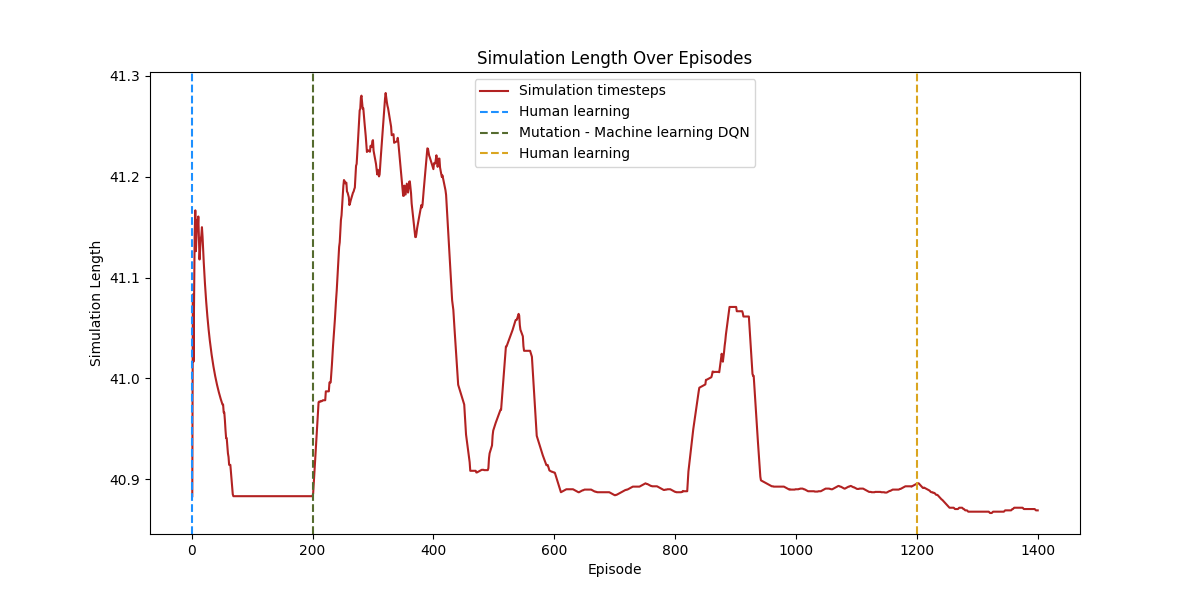 Simulation Length Over Episodes
Simulation timesteps
Human learning
Mutation - Machine learning DQN
Human learning
Simulation Length
41.3
41.2
41.1
41.0
40.9
0 200 400 600 800 1000 1200 1400
Episode